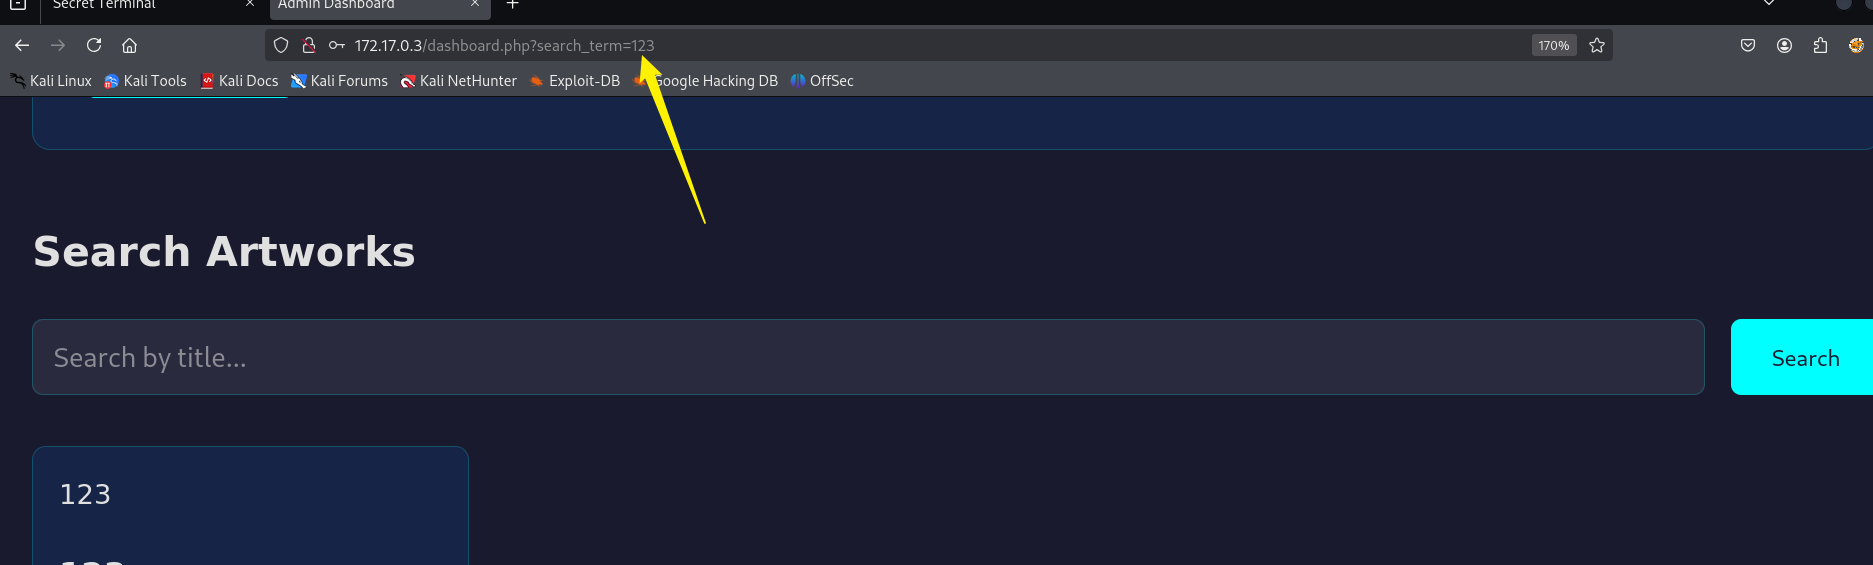 Secret Terminal
Admin Dashboard
172.17.0.3/dashboard.php?search_term=123
170%
Kali Linux
Kali Tools
Kali Docs
Kali Forums
Kali NetHunter
Exploit-DB
Google Hacking DB
OffSec
Search Artworks
Search by title...
Search
123